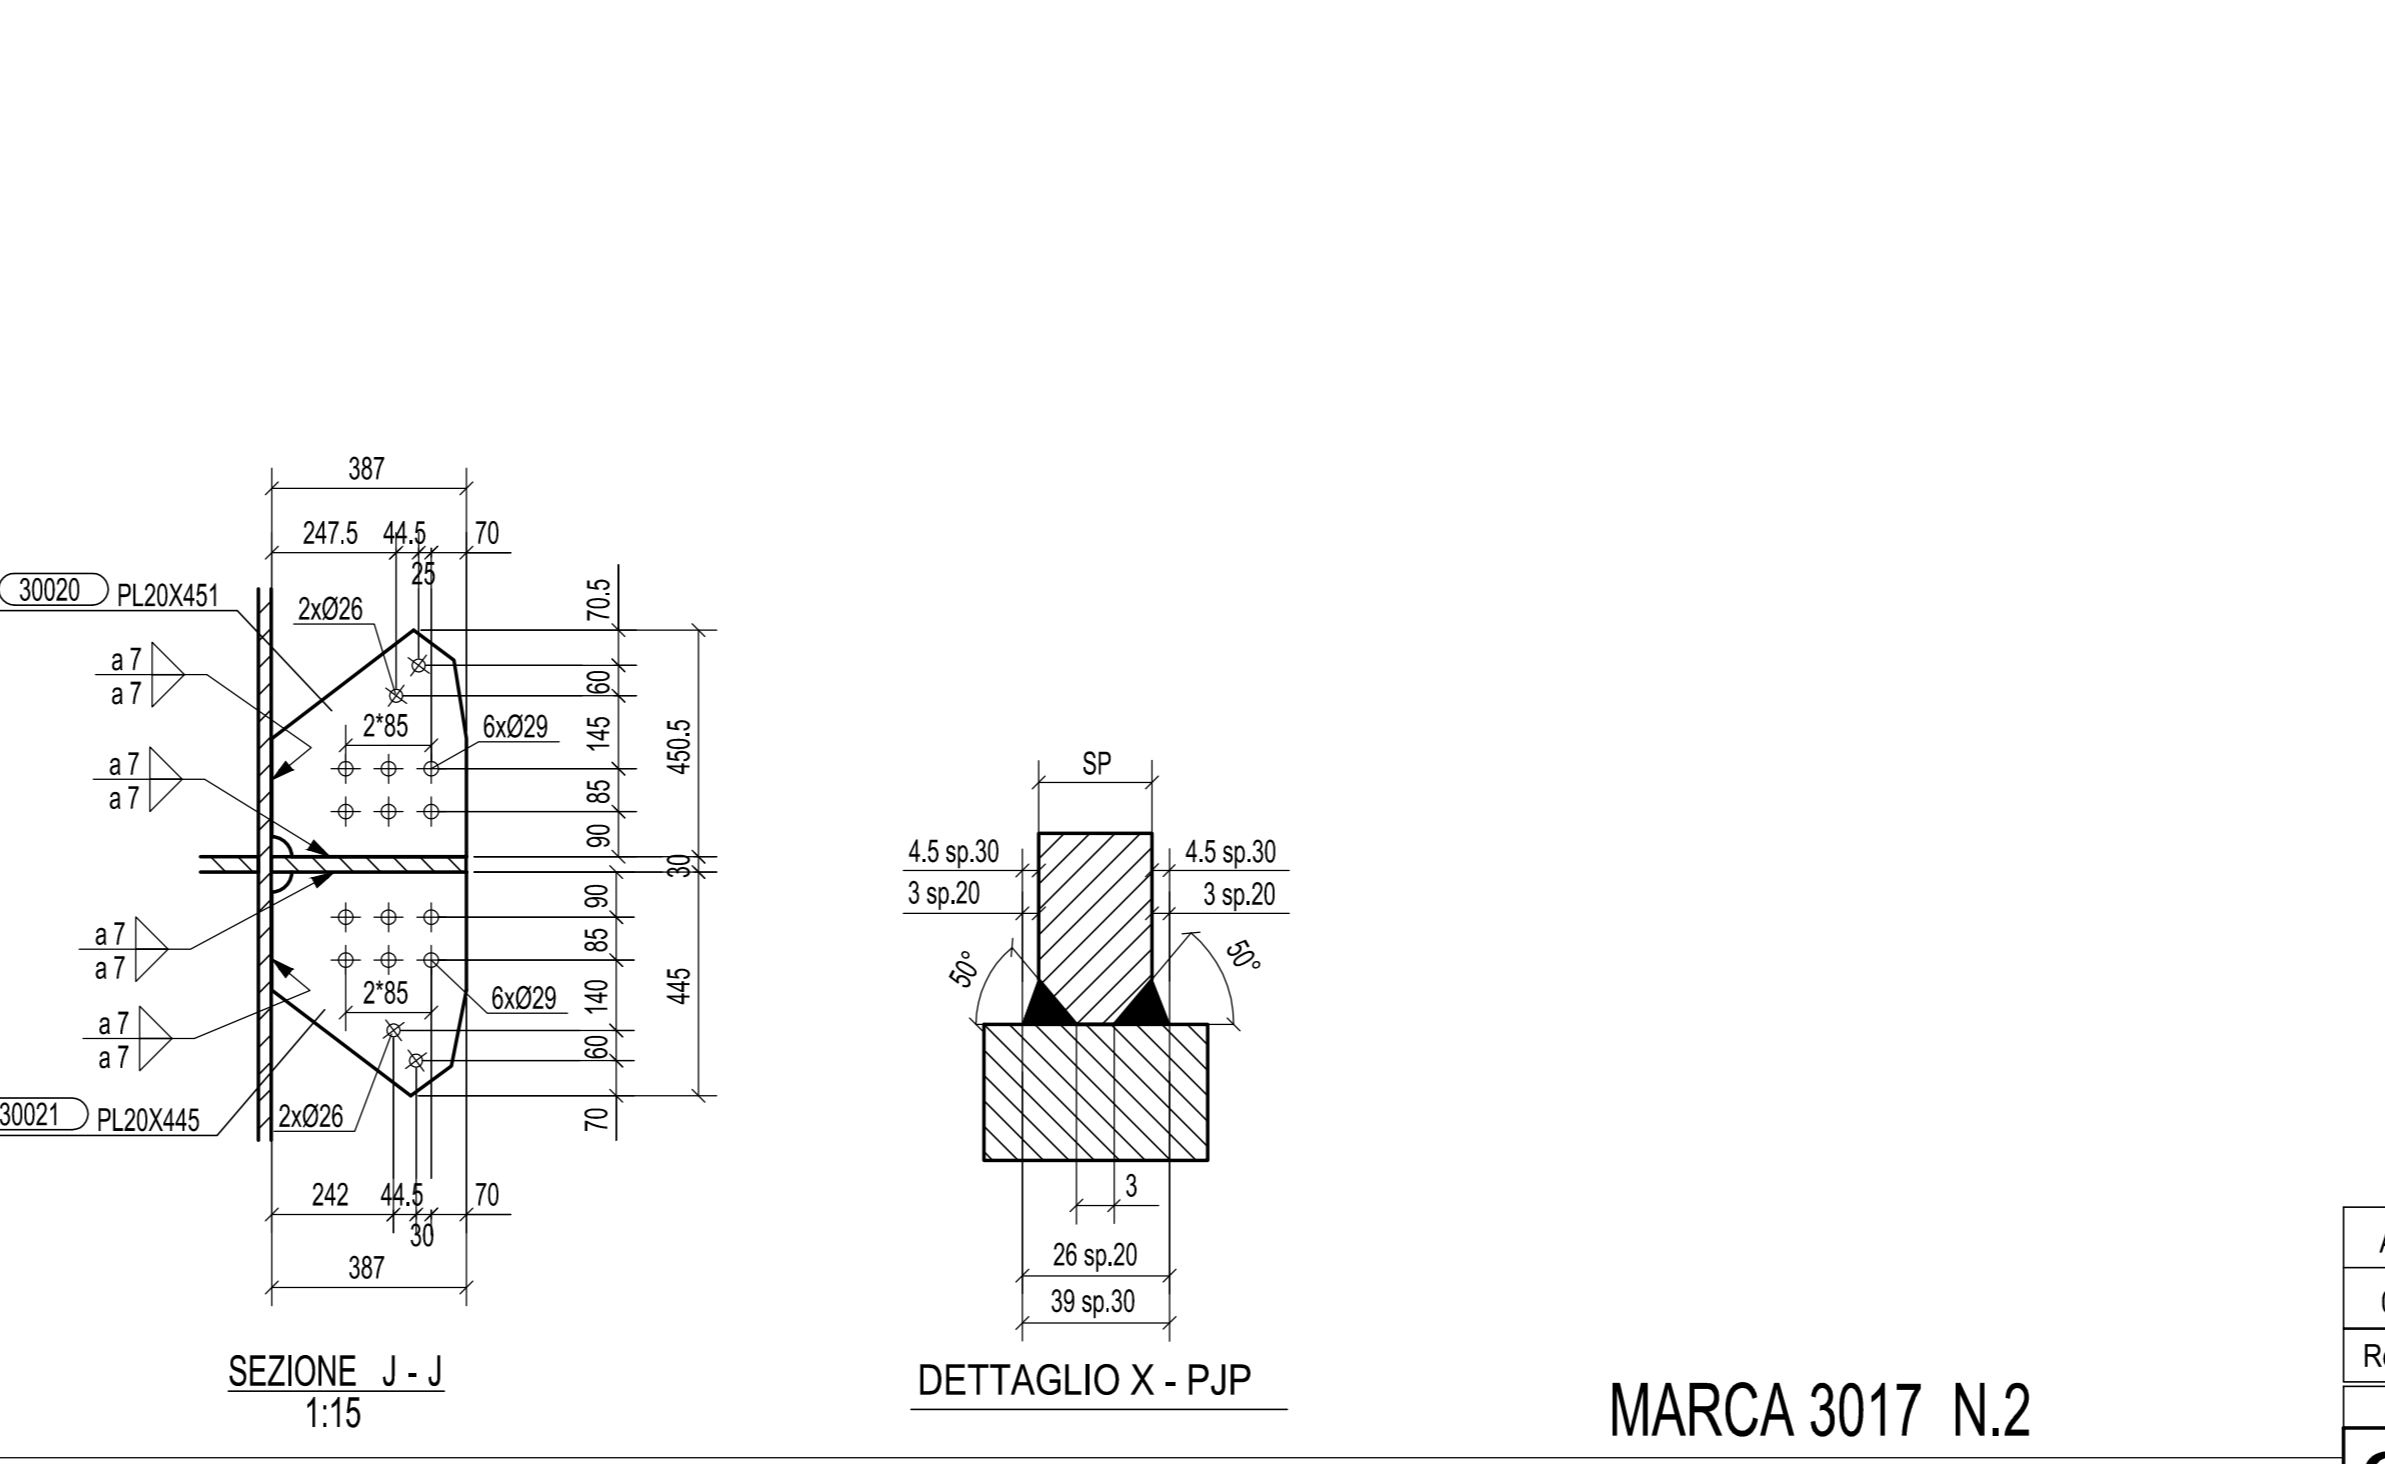 387
247.5 44.5 70
25
30020 PL20X451
2xØ26
70.5
a 7
a 7
60
2*85
6xØ29
145
450.5
a 7
a 7
85
90
30
90
a 7
a 7
85
2*85
6xØ29
140
445
a 7
a 7
60
30021 PL20X445
2xØ26
70
242 44.5 70
30
387
SEZIONE J - J
1:15
SP
4.5 sp.30 4.5 sp.30
3 sp.20 3 sp.20
50° 50°
3
26 sp.20
39 sp.30
DETTAGLIO X - PJP
MARCA 3017 N.2